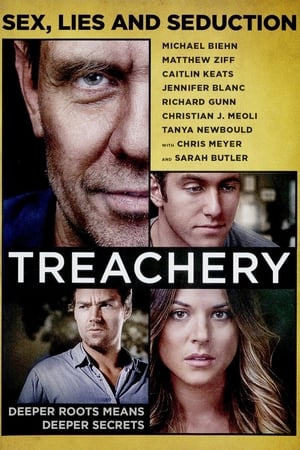 SEX, LIES AND SEDUCTION
MICHAEL BIEHN
MATTHEW ZIFF
CAITLIN KEATS
JENNIFER BLANC
RICHARD GUNN
CHRISTIAN J. MEOLI
TANYA NEWBOULD
WITH CHRIS MEYER
AND SARAH BUTLER
TREACHERY
DEEPER ROOTS MEANS
DEEPER SECRETS